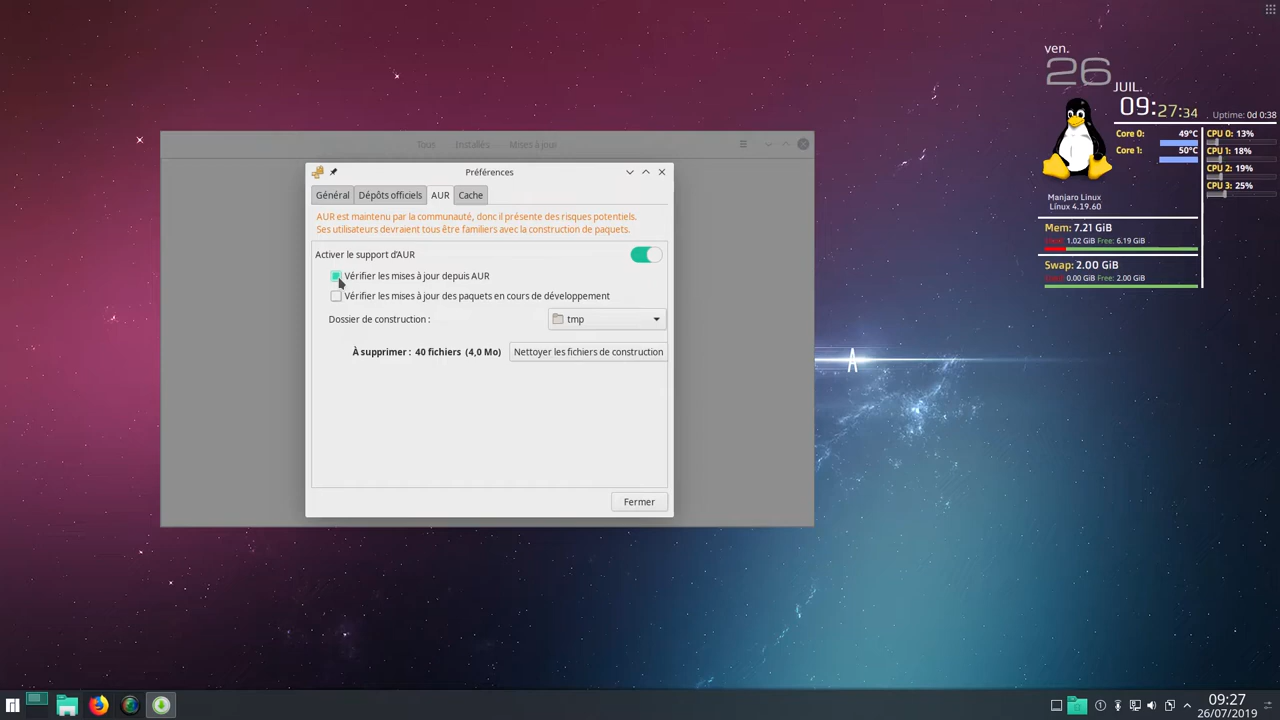 ven.
26
JUIL.
09:27:34
Uptime: 0d 0:38
Core 0: 49°C
Core 1: 50°C
CPU 0: 13%
CPU 1: 18%
CPU 2: 19%
CPU 3: 25%
Manjaro Linux
Linux 4.19.60
Mem: 7.21 GiB
1.02 GiB Free: 6.19 GiB
Swap: 2.00 GiB
0.00 GiB Free: 2.00 GiB
Tous Installés Mises à jour
Préférences
Général Dépôts officiels AUR Cache
AUR est maintenu par la communauté, donc il présente des risques potentiels.
Ses utilisateurs devraient tous être familiers avec la construction de paquets.
Activer le support d'AUR
Vérifier les mises à jour depuis AUR
Vérifier les mises à jour des paquets en cours de développement
Dossier de construction : tmp
À supprimer : 40 fichiers (4,0 Mo) Nettoyer les fichiers de construction
Fermer
09:27
26/07/2019